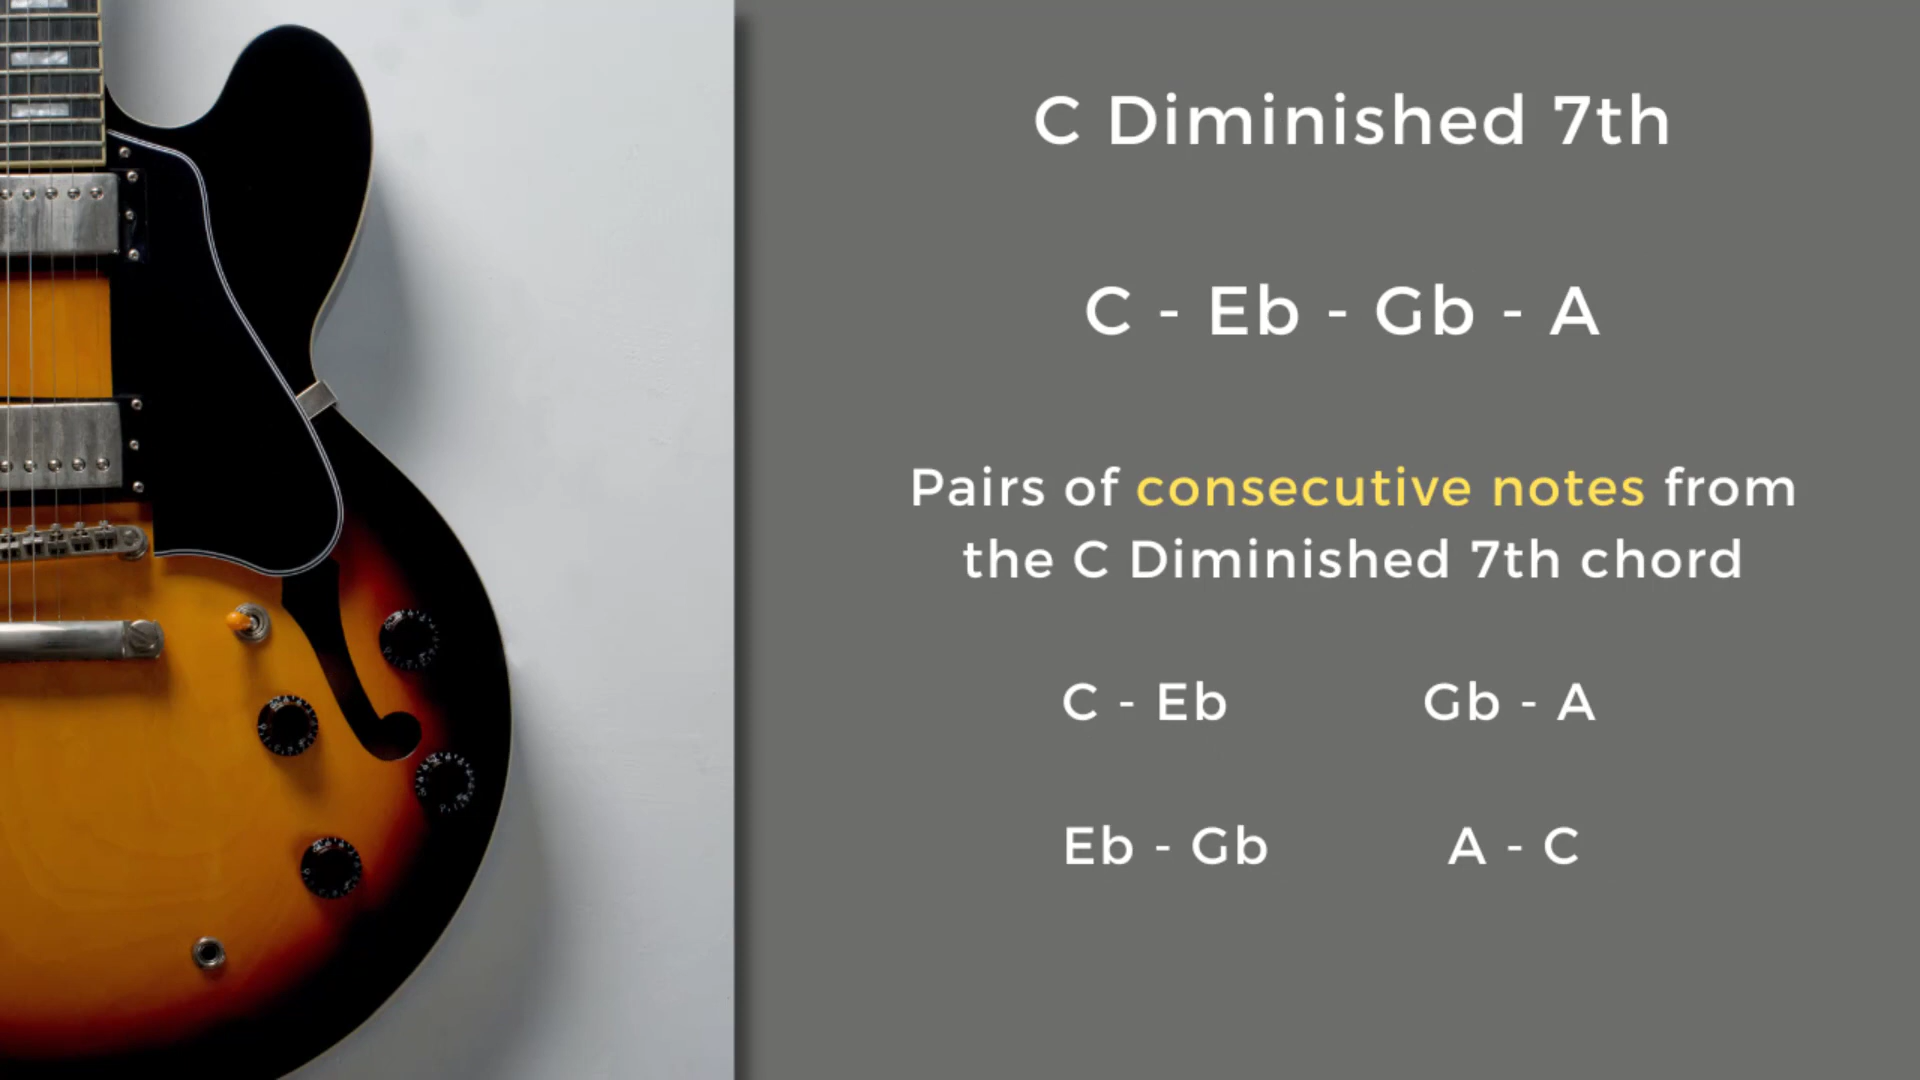 C Diminished 7th
C - Eb - Gb - A
Pairs of consecutive notes from
the C Diminished 7th chord
C - Eb
Gb - A
Eb - Gb
A - C